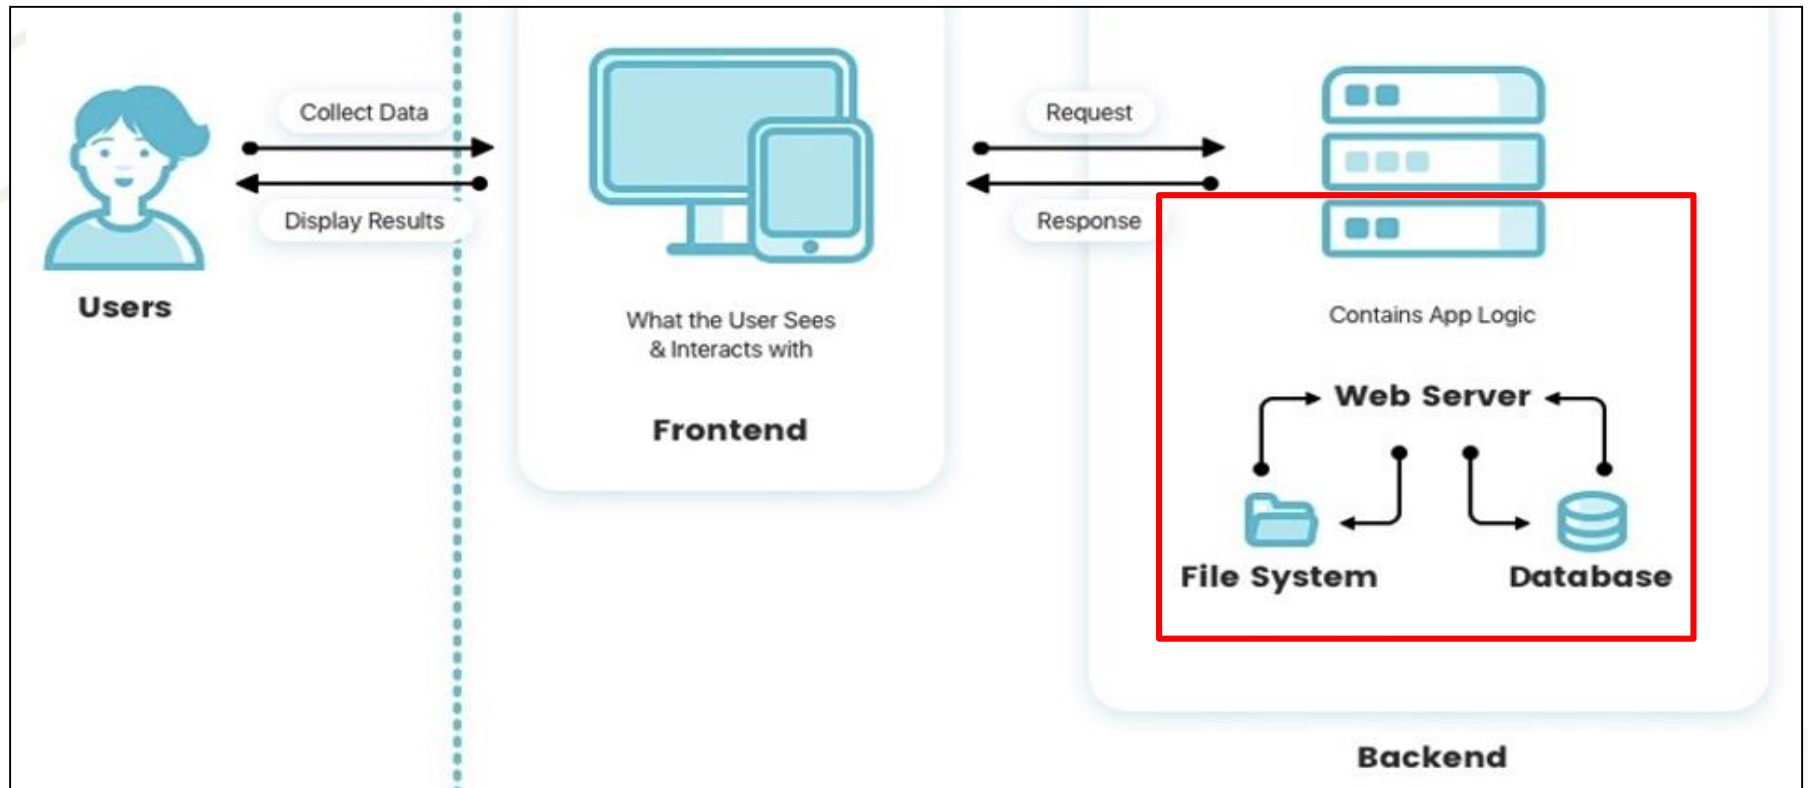 Collect Data
Display Results
Users
What the User Sees
& Interacts with
Frontend
Request
Response
Contains App Logic
Web Server
File System
Database
Backend